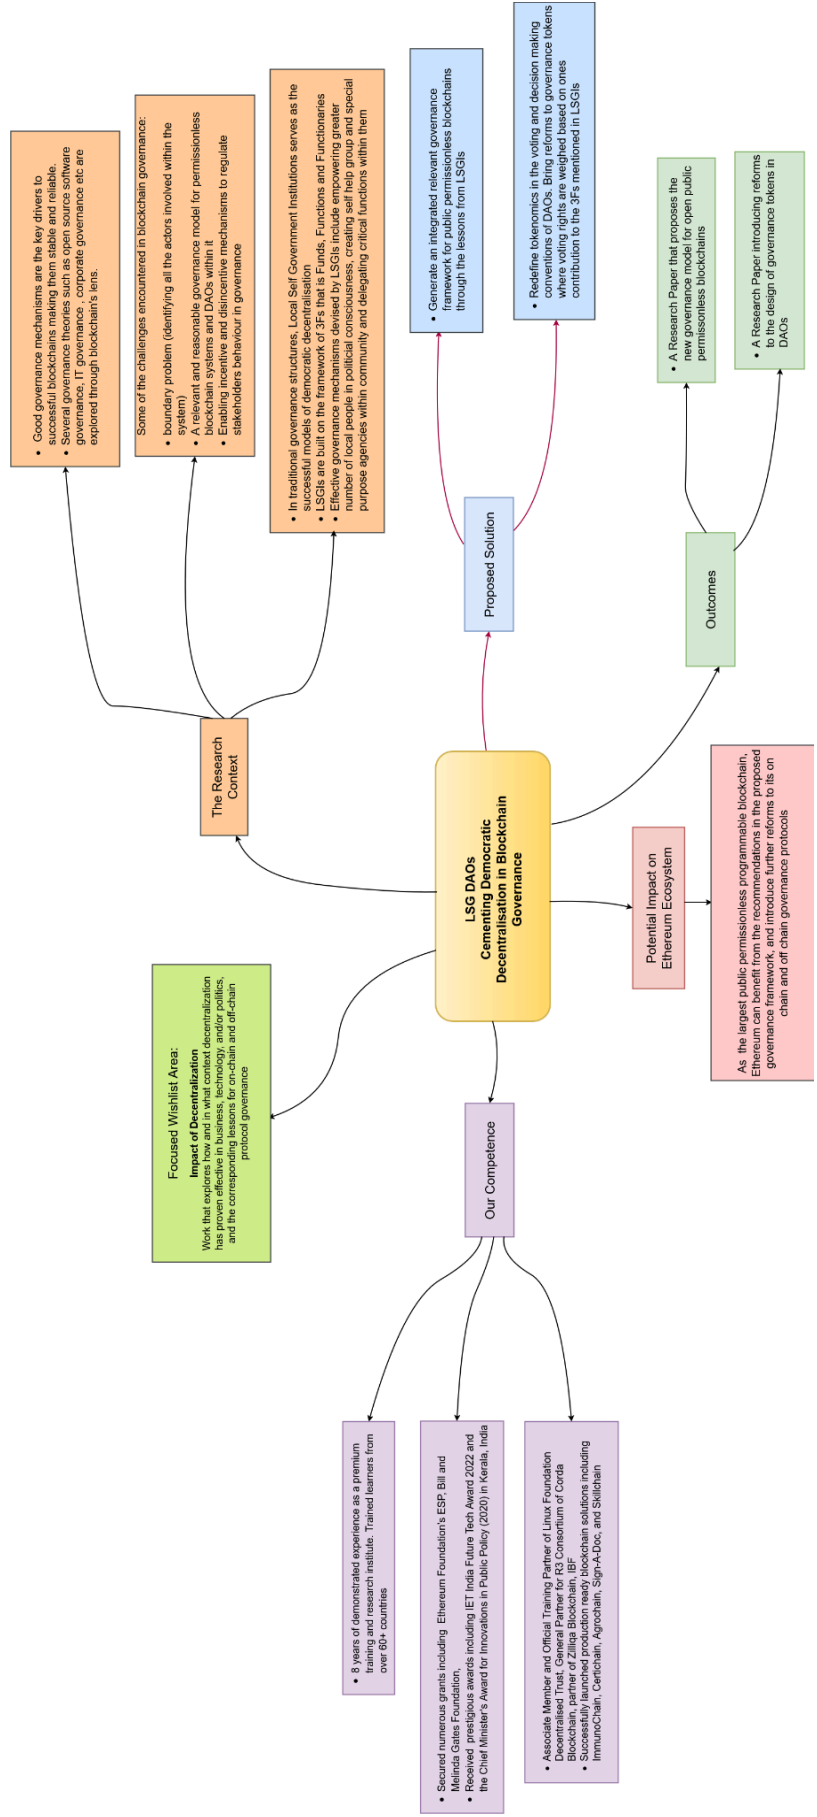 Focused Wishlist Area:
Impact of Decentralization
Work that explores how and in what context decentralization
has proven effective in business, technology, and/or politics,
and the corresponding lessons for on-chain and off-chain
protocol governance
The Research
Context
• Good governance mechanisms are the key drivers to
successful blockchains making them stable and reliable.
• Several governance theories such as open source software
governance, IT governance , corporate governance etc are
explored through blockchain's lens.
Some of the challenges encountered in blockchain governance:
• boundary problem (identifying all the actors involved within the
system)
• A relevant and reasonable governance model for permissionless
blockchain systems and DAOs within it
• Enabling incentive and disincentive mechanisms to regulate
stakeholders behaviour in governance
• In traditional governance structures, Local Self Government Institutions serves as the
successful models of democratic decentralisation
• LSGIs are built on the framework of 3Fs that is Funds, Functions and Functionaries
• Effective governance mechanisms devised by LSGIs include empowering greater
number of local people in politicial consciousness, creating self help group and special
purpose agencies within community and delegating critical functions within them
LSG DAOs
Cementing Democratic
Decentralisation in Blockchain
Governance
Proposed Solution
• Generate an integrated relevant governance
framework for public permissionless blockchains
through the lessons from LSGIs
• Redefine tokenomics in the voting and decision making
conventions of DAOs. Bring reforms to governance tokens
where voting rights are weighed based on ones
contribution to the 3Fs mentioned in LSGIs
Our Competence
• 8 years of demonstrated experience as a premium
training and research institute. Trained learners from
over 60+ countries
• Secured numerous grants including  Ethereum Foundation's ESP, Bill and
Melinda Gates Foundation,
• Received  prestigious awards including IET India Future Tech Award 2022 and
the Chief Minister's Award for Innovations in Public Policy (2020) in Kerala, India
• Associate Member and Official Training Partner of Linux Foundation
Decentralised Trust, General Partner for R3 Consortium of Corda
Blockchain, partner of Zilliqa Blockchain, IBF
• Successfully launched production ready blockchain solutions including
ImmunoChain, Certichain, Agrochain, Sign-A-Doc, and Skillchain
Potential Impact on
Ethereum Ecosystem
As  the largest public permissionless programmable blockchain,
Ethereum can benefit from the recommendations in the proposed
governance framework, and introduce further reforms to its on
chain and off chain governance protocols
Outcomes
• A Research Paper that proposes the
new governance model for open public
permissonless blockchains
• A Research Paper introducing reforms
to the design of governance tokens in
DAOs